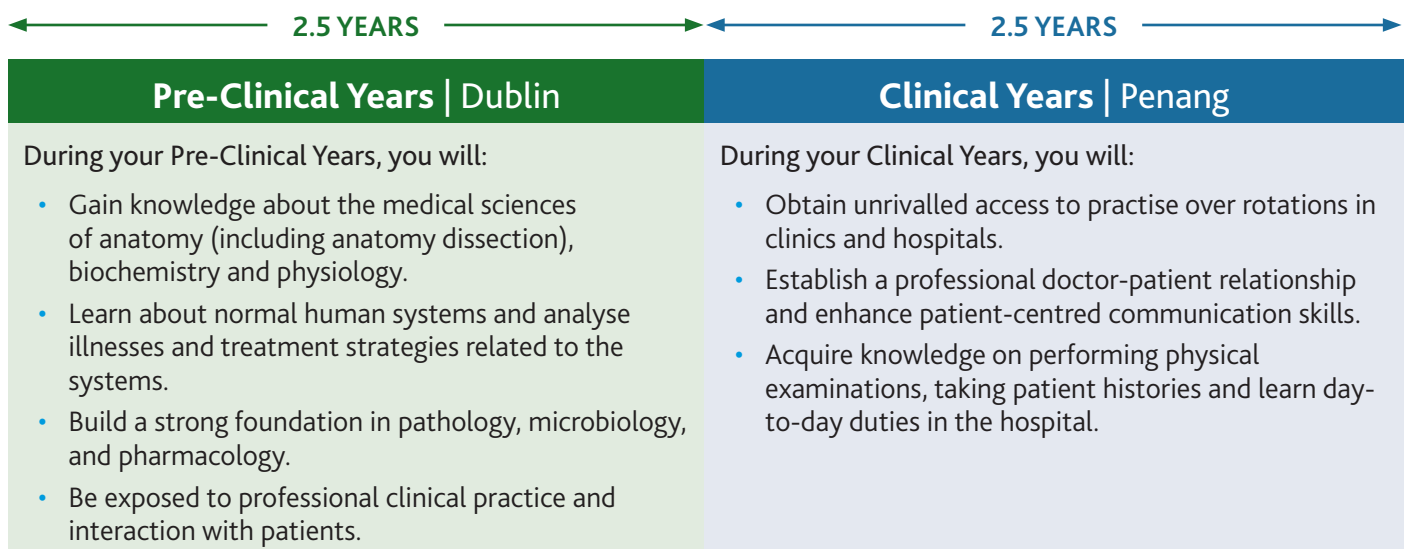 2.5 YEARS
2.5 YEARS
Pre-Clinical Years | Dublin
During your Pre-Clinical Years, you will:
• Gain knowledge about the medical sciences
of anatomy (including anatomy dissection),
biochemistry and physiology.
• Learn about normal human systems and analyse
illnesses and treatment strategies related to the
systems.
• Build a strong foundation in pathology, microbiology,
and pharmacology.
• Be exposed to professional clinical practice and
interaction with patients.
Clinical Years | Penang
During your Clinical Years, you will:
• Obtain unrivalled access to practise over rotations in
clinics and hospitals.
• Establish a professional doctor-patient relationship
and enhance patient-centred communication skills.
• Acquire knowledge on performing physical
examinations, taking patient histories and learn day-
to-day duties in the hospital.